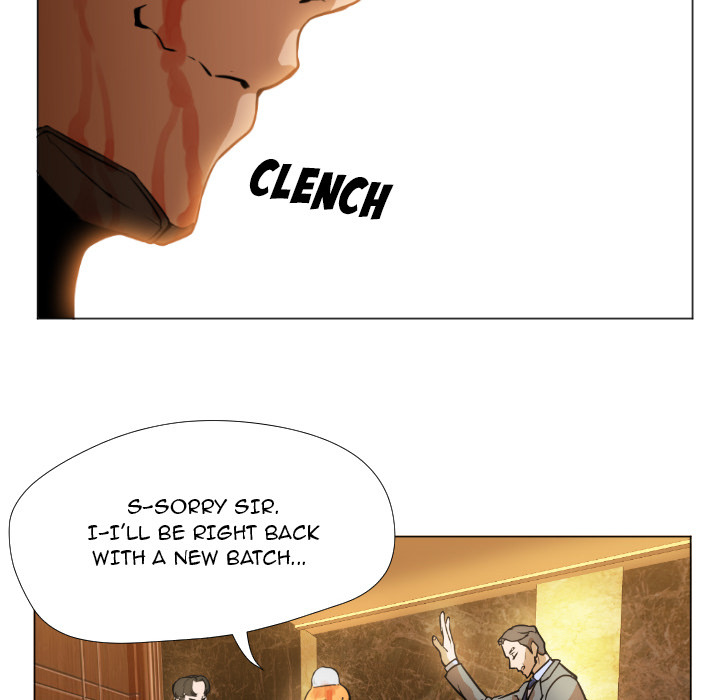 CLENCH
S-SORRY SIR.
I-I'LL BE RIGHT BACK
WITH A NEW BATCH...